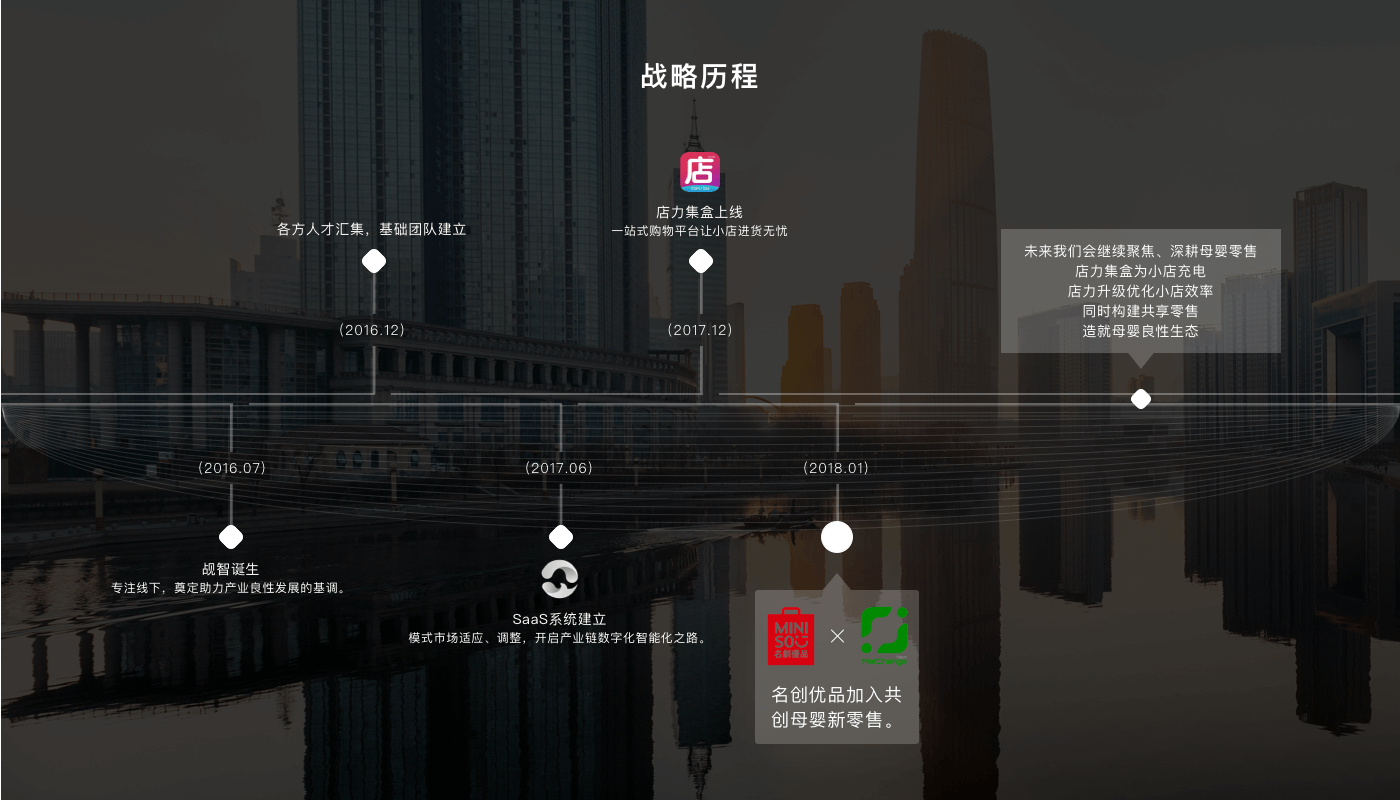 战略历程
店
店力集盒上线
一站式购物平台让小店进货无忧
各方人才汇集，基础团队建立
未来我们会继续聚焦、深耕母婴零售
店力集盒为小店充电
店力升级优化小店效率
同时构建共享零售
造就母婴良性生态
(2016.12)
(2017.12)
(2016.07)
(2017.06)
(2018.01)
觇智诞生
专注线下，奠定助力产业良性发展的基调。
SaaS系统建立
模式市场适应、调整，开启产业链数字化智能化之路。
MINI
SO
名創優品
×
名创优品加入共
创母婴新零售。